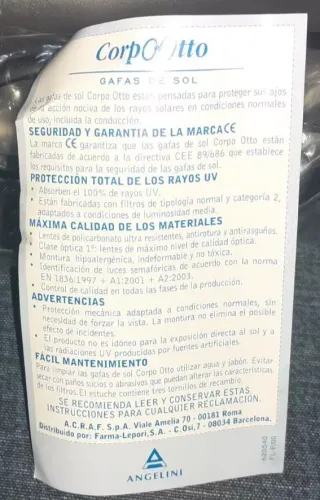 CorpOOtto
GAFAS DE SOL
Las gafas de sol Corpo Otto están pensadas para proteger sus ojos
de la acción nociva de los rayos solares en condiciones normales
de uso, incluida la conducción.
SEGURIDAD Y GARANTIA DE LA MARCA CE
La marca CE garantiza que las gafas de sol Corpo Otto están
fabricadas de acuerdo a la directiva CEE 89/686 que establece
los requisitos para la seguridad de las gafas de sol.
PROTECCIÓN TOTAL DE LOS RAYOS UV
• Absorben el 100% de rayos UV.
• Están fabricadas con filtros de tipología normal y categoría 2,
adaptados a condiciones de luminosidad media.
MÁXIMA CALIDAD DE LOS MATERIALES
• Lentes de policarbonato ultra resistentes, antirotura y antirasguños.
• Clase óptica 1ª: lentes de máximo nivel de calidad óptica.
• Montura hipoalergénica, indeformable y no tóxica.
• Identificación de luces semafóricas de acuerdo con la norma
EN 1836:1997 + A1:2001 + A2:2003.
• Control de calidad en todas las fases de la producción.
ADVERTENCIAS
• Protección mecánica adaptada a condiciones normales, sin
necesidad de forzar la vista. La montura no elimina el posible
efecto de incidentes.
• El producto no es idóneo para la exposición directa al sol y a
las radiaciones UV producidas por fuentes artificiales.
FÁCIL MANTENIMIENTO
Para limpiar las gafas de sol Corpo Otto utilizar agua y jabón. Evitar
secar con paños sucios o abrasivos que puedan alterar las características
de los filtros. El estuche contiene tres tornillos de recambio.
SE RECOMIENDA LEER Y CONSERVAR ESTAS
INSTRUCCIONES PARA CUALQUIER RECLAMACIÓN.
A.C.R.A.F. S.p.A. Viale Amelia 70 - 00181 Roma
Distribuido por: Farma-Lepori,S.A. - C.Osi,7 - 08034 Barcelona.
ANGELINI